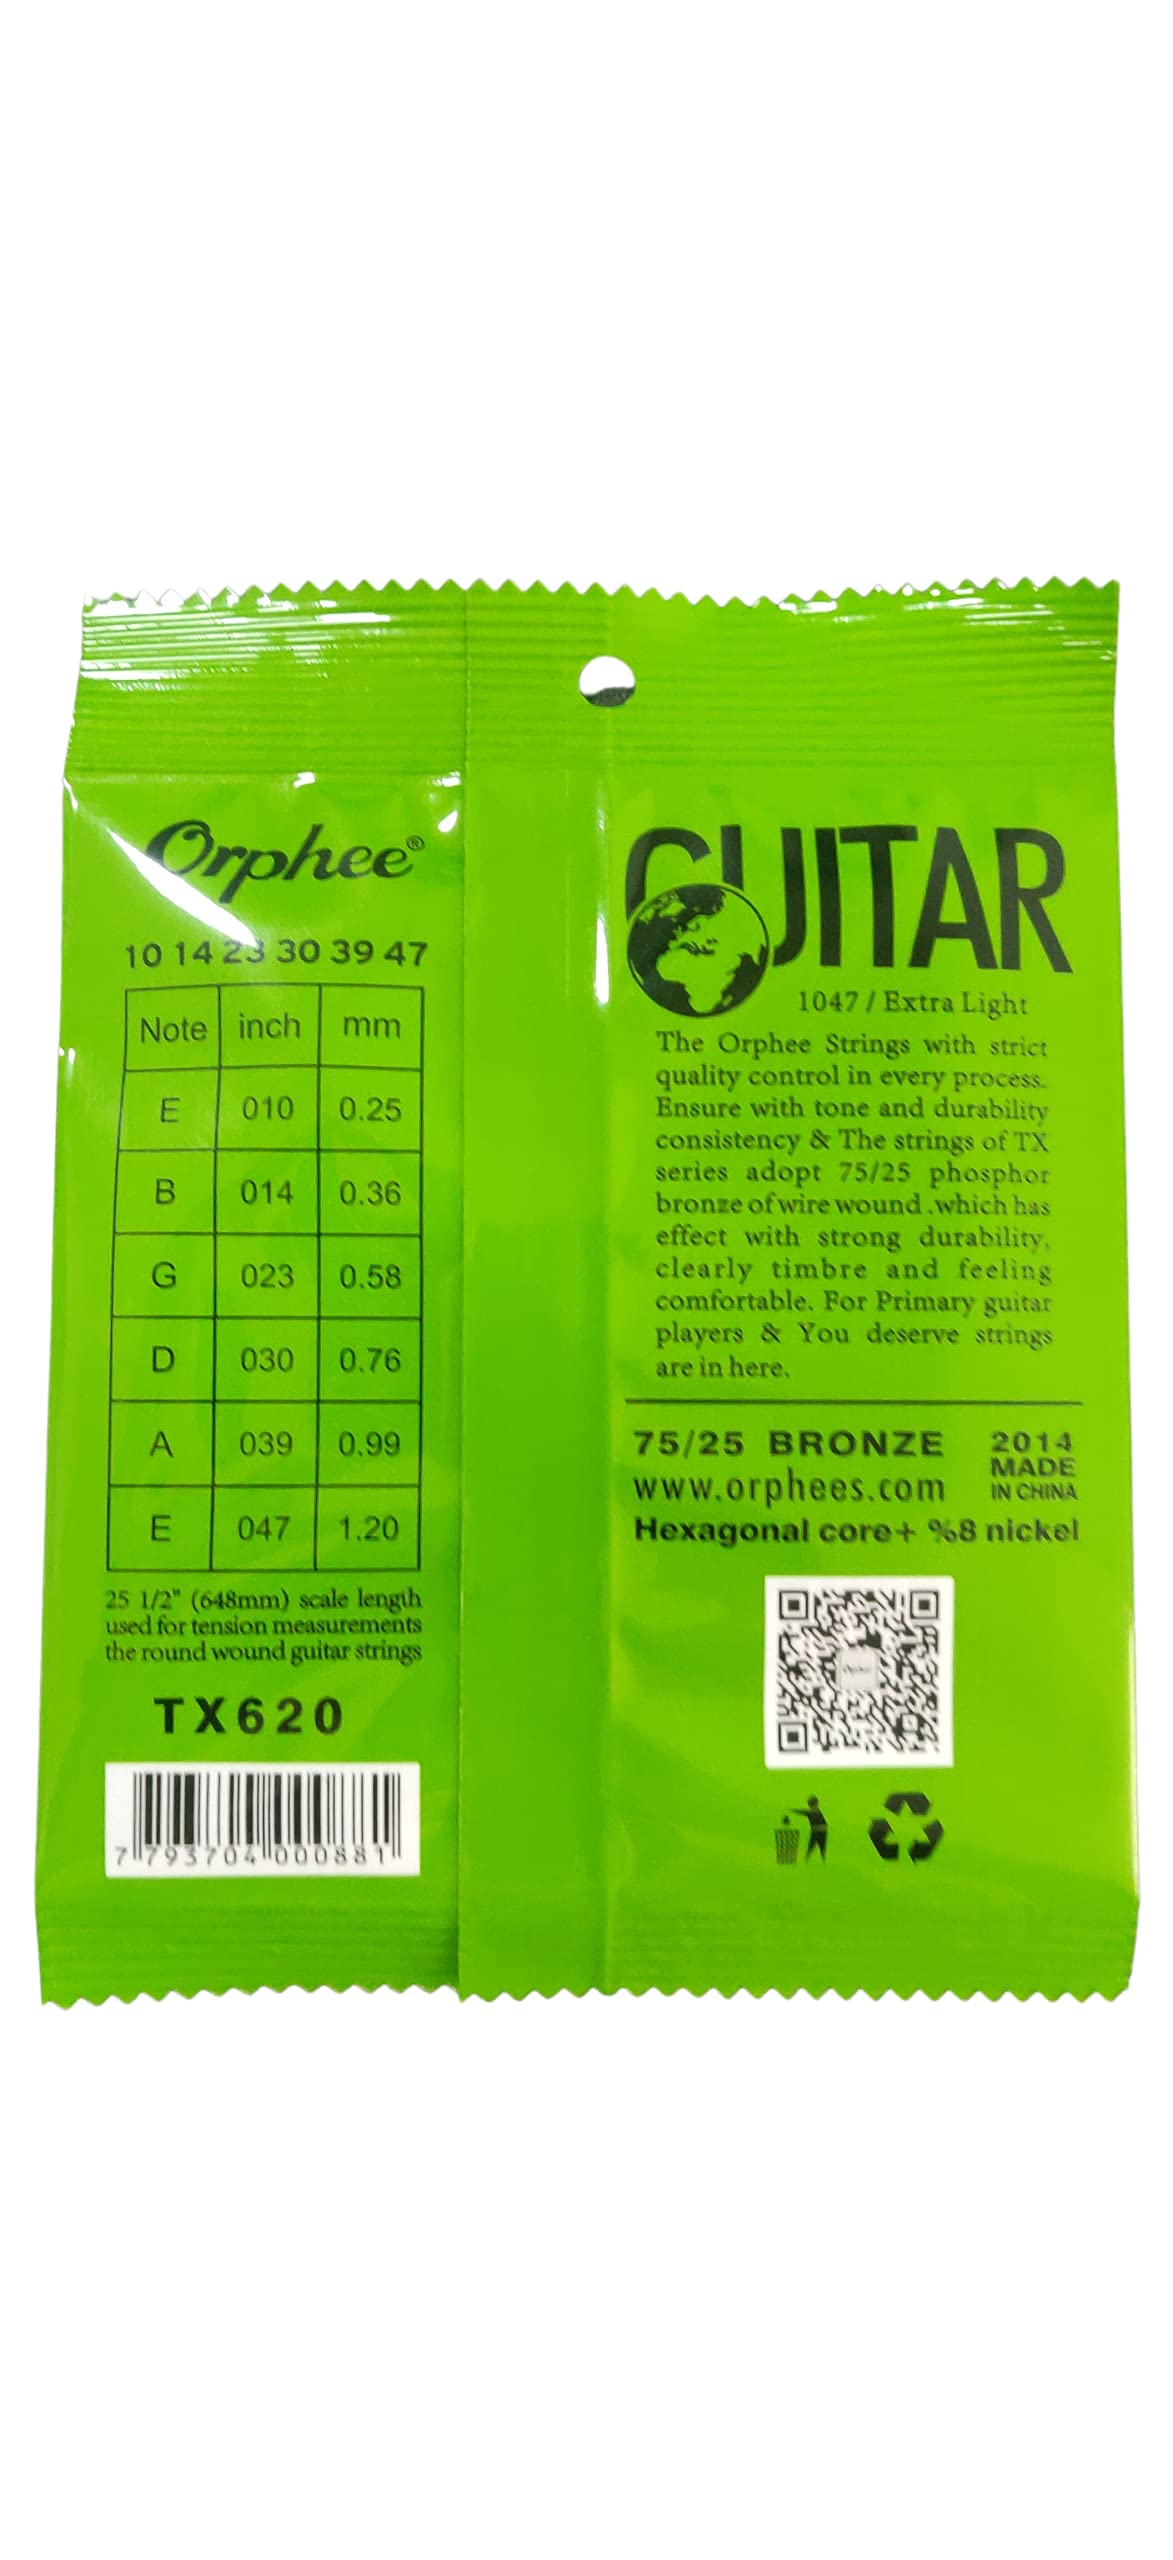 Orphee®
10 14 23 30 39 47
Note inch mm
E 010 0.25
B 014 0.36
G 023 0.58
D 030 0.76
A 039 0.99
E 047 1.20
25 1/2" (648mm) scale length
used for tension measurements
the round wound guitar strings
TX620
7 793704 000881
GUITAR
1047 / Extra Light
The Orphee Strings with strict
quality control in every process.
Ensure with tone and durability
consistency & The strings of TX
series adopt 75/25 phosphor
bronze of wire wound .which has
effect with strong durability,
clearly timbre and feeling
comfortable. For Primary guitar
players & You deserve strings
are in here.
75/25 BRONZE
www.orphees.com
2014
MADE
IN CHINA
Hexagonal core+ %8 nickel
Orphee